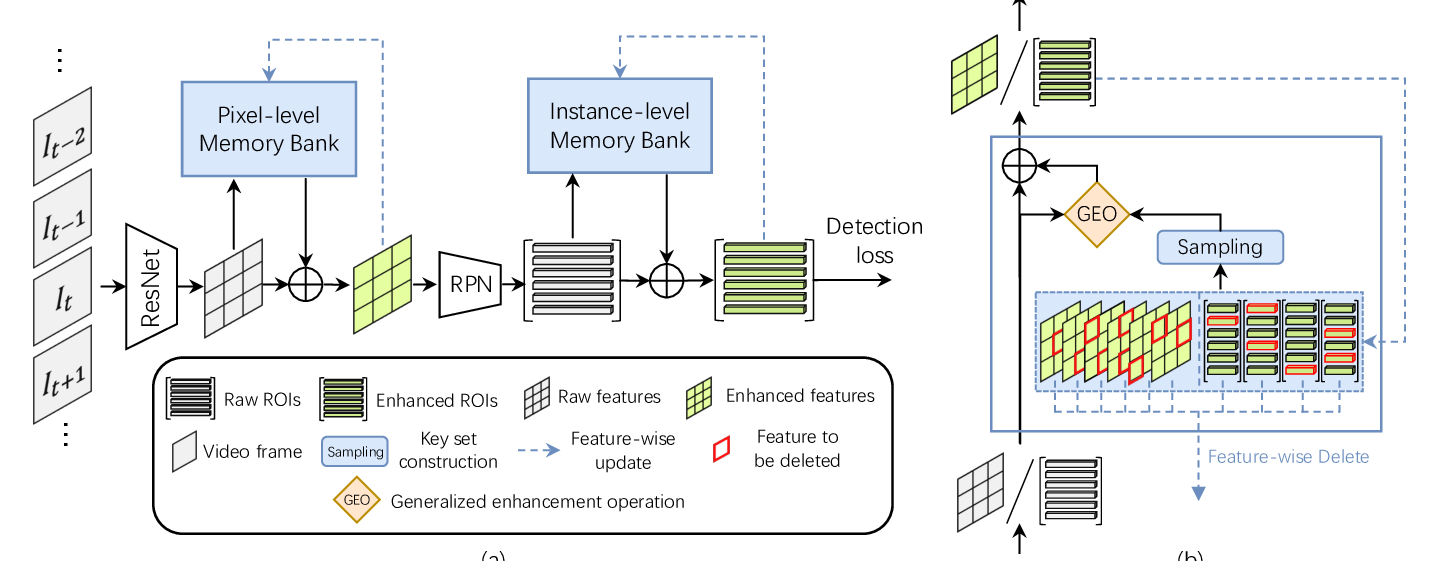 ⋮
I_{t-2}
I_{t-1}
I_t
I_{t+1}
⋮
ResNet
Pixel-level
Memory Bank
RPN
Instance-level
Memory Bank
Detection
loss
Raw ROIs
Enhanced ROIs
Raw features
Enhanced features
Video frame
Sampling
Key set
construction
Feature-wise
update
Feature to
be deleted
GEO
Generalized enhancement operation
(a)
GEO
Sampling
Feature-wise Delete
(b)